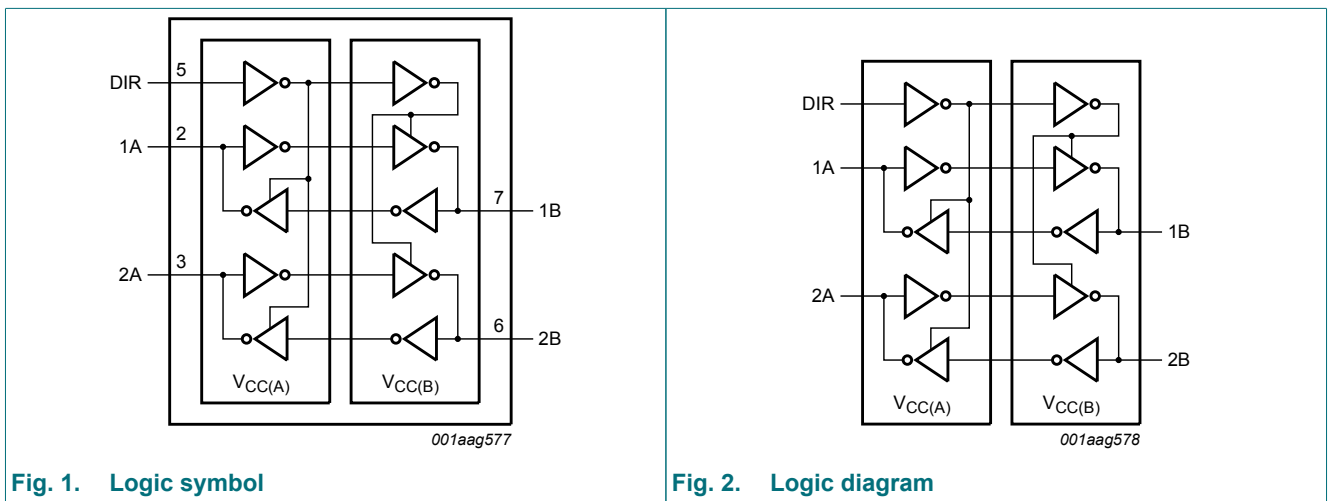 DIR 5
1A 2
7 1B
2A 3
6 2B
VCC(A) VCC(B)
001aag577
Fig. 1. Logic symbol
DIR
1A
1B
2A
2B
VCC(A) VCC(B)
001aag578
Fig. 2. Logic diagram